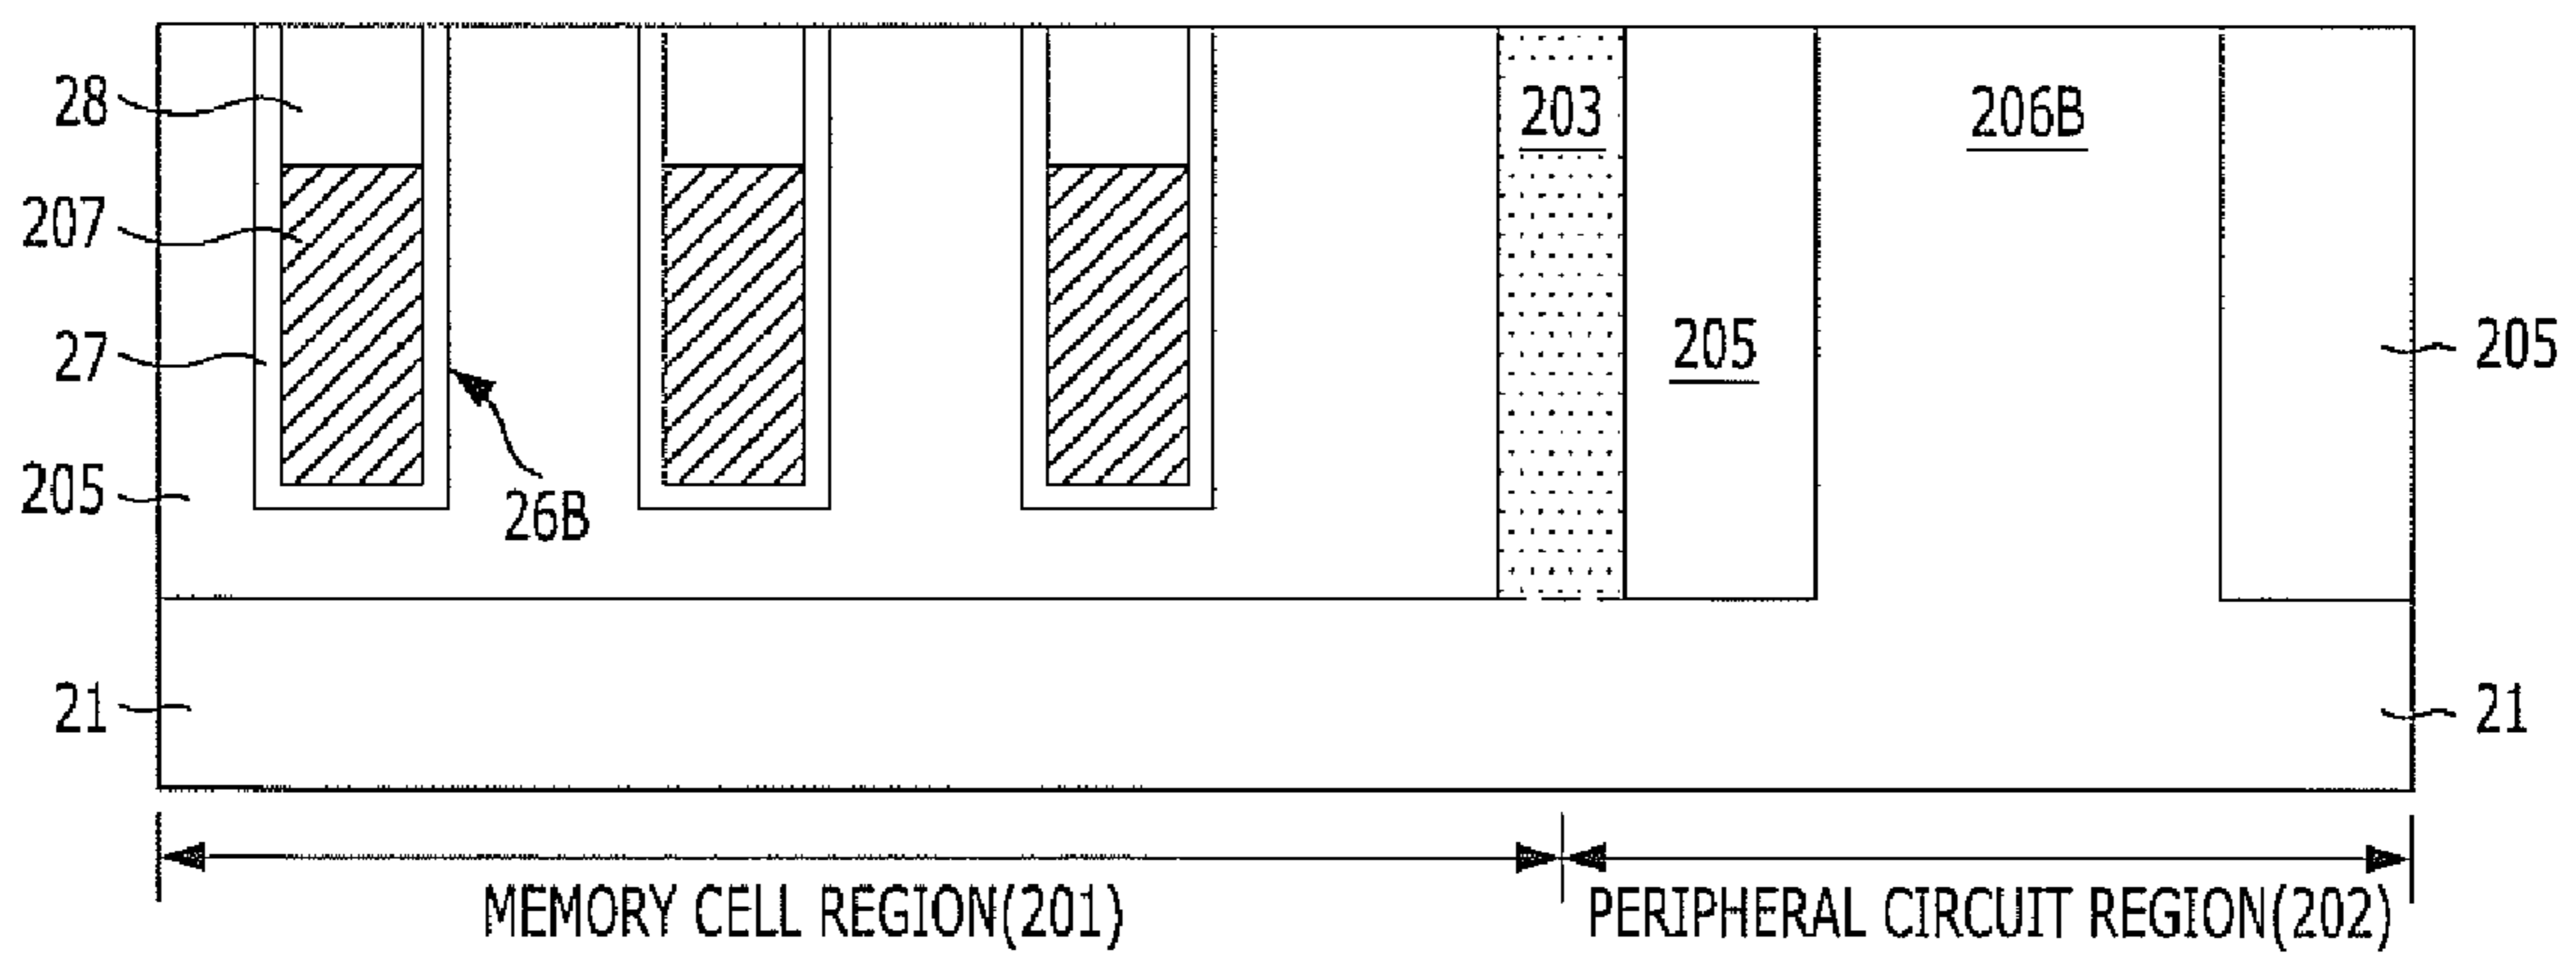 28
203
206B
207
27
205
205
205
26B
21
21
MEMORY CELL REGION(201)
PERIPHERAL CIRCUIT REGION(202)